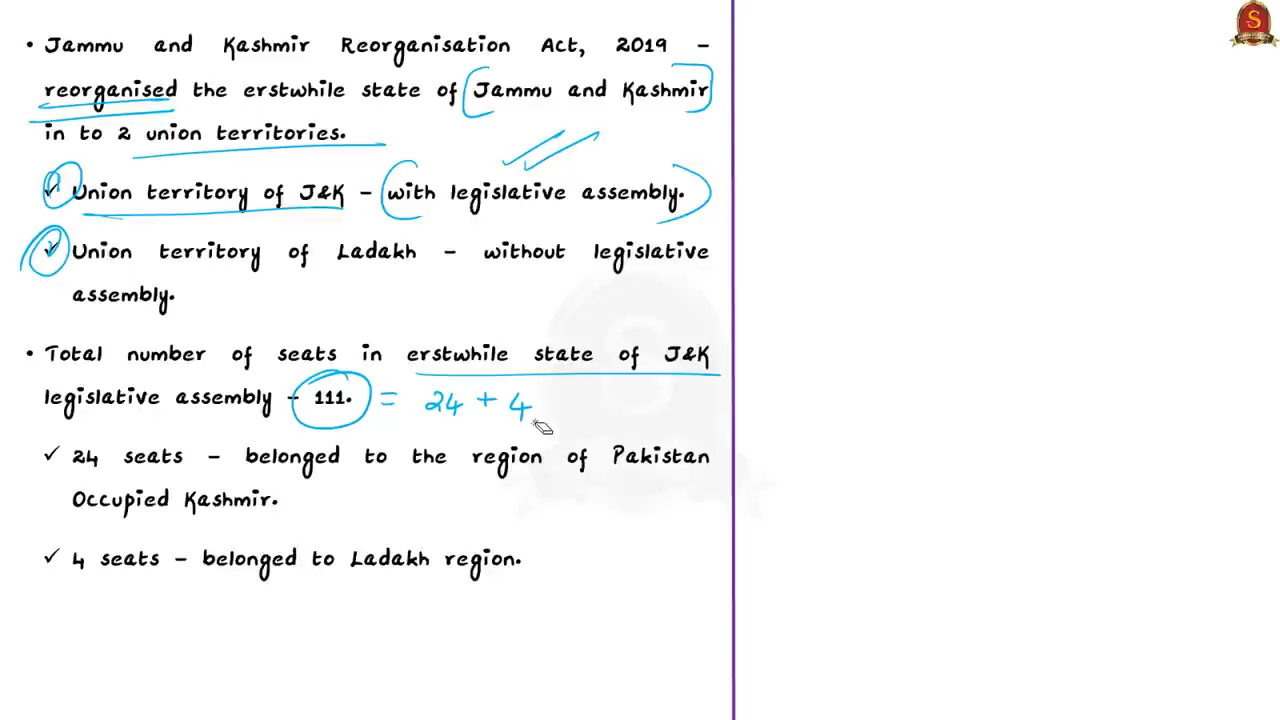 • Jammu and Kashmir Reorganisation Act, 2019 –
reorganised the erstwhile state of Jammu and Kashmir
in to 2 union territories.
✓ Union territory of J&K – with legislative assembly.
✓ Union territory of Ladakh – without legislative
assembly.
• Total number of seats in erstwhile state of J&K
legislative assembly – 111. = 24 + 4
✓ 24 seats – belonged to the region of Pakistan
Occupied Kashmir.
✓ 4 seats – belonged to Ladakh region.